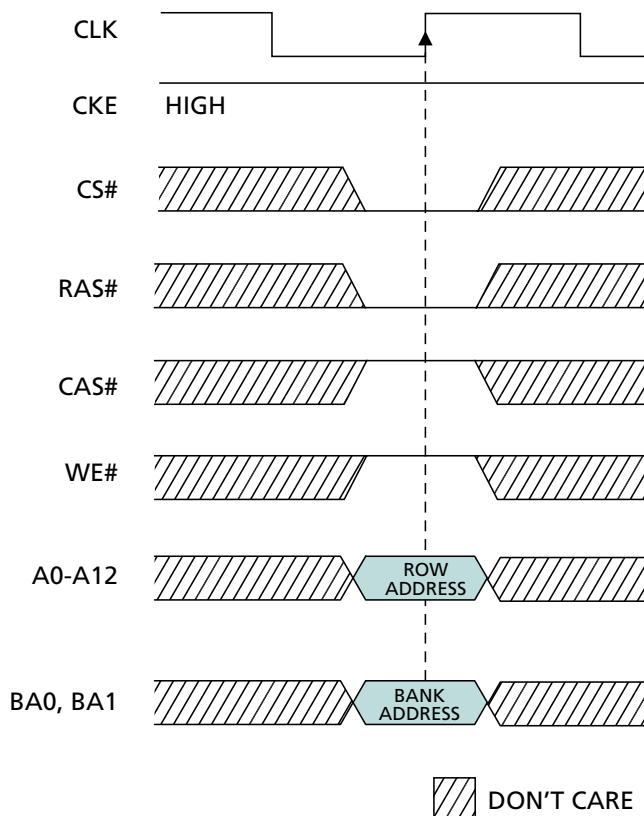 CLK
CKE HIGH
CS#
RAS#
CAS#
WE#
A0-A12 ROW
ADDRESS
BA0, BA1 BANK
ADDRESS
DON'T CARE